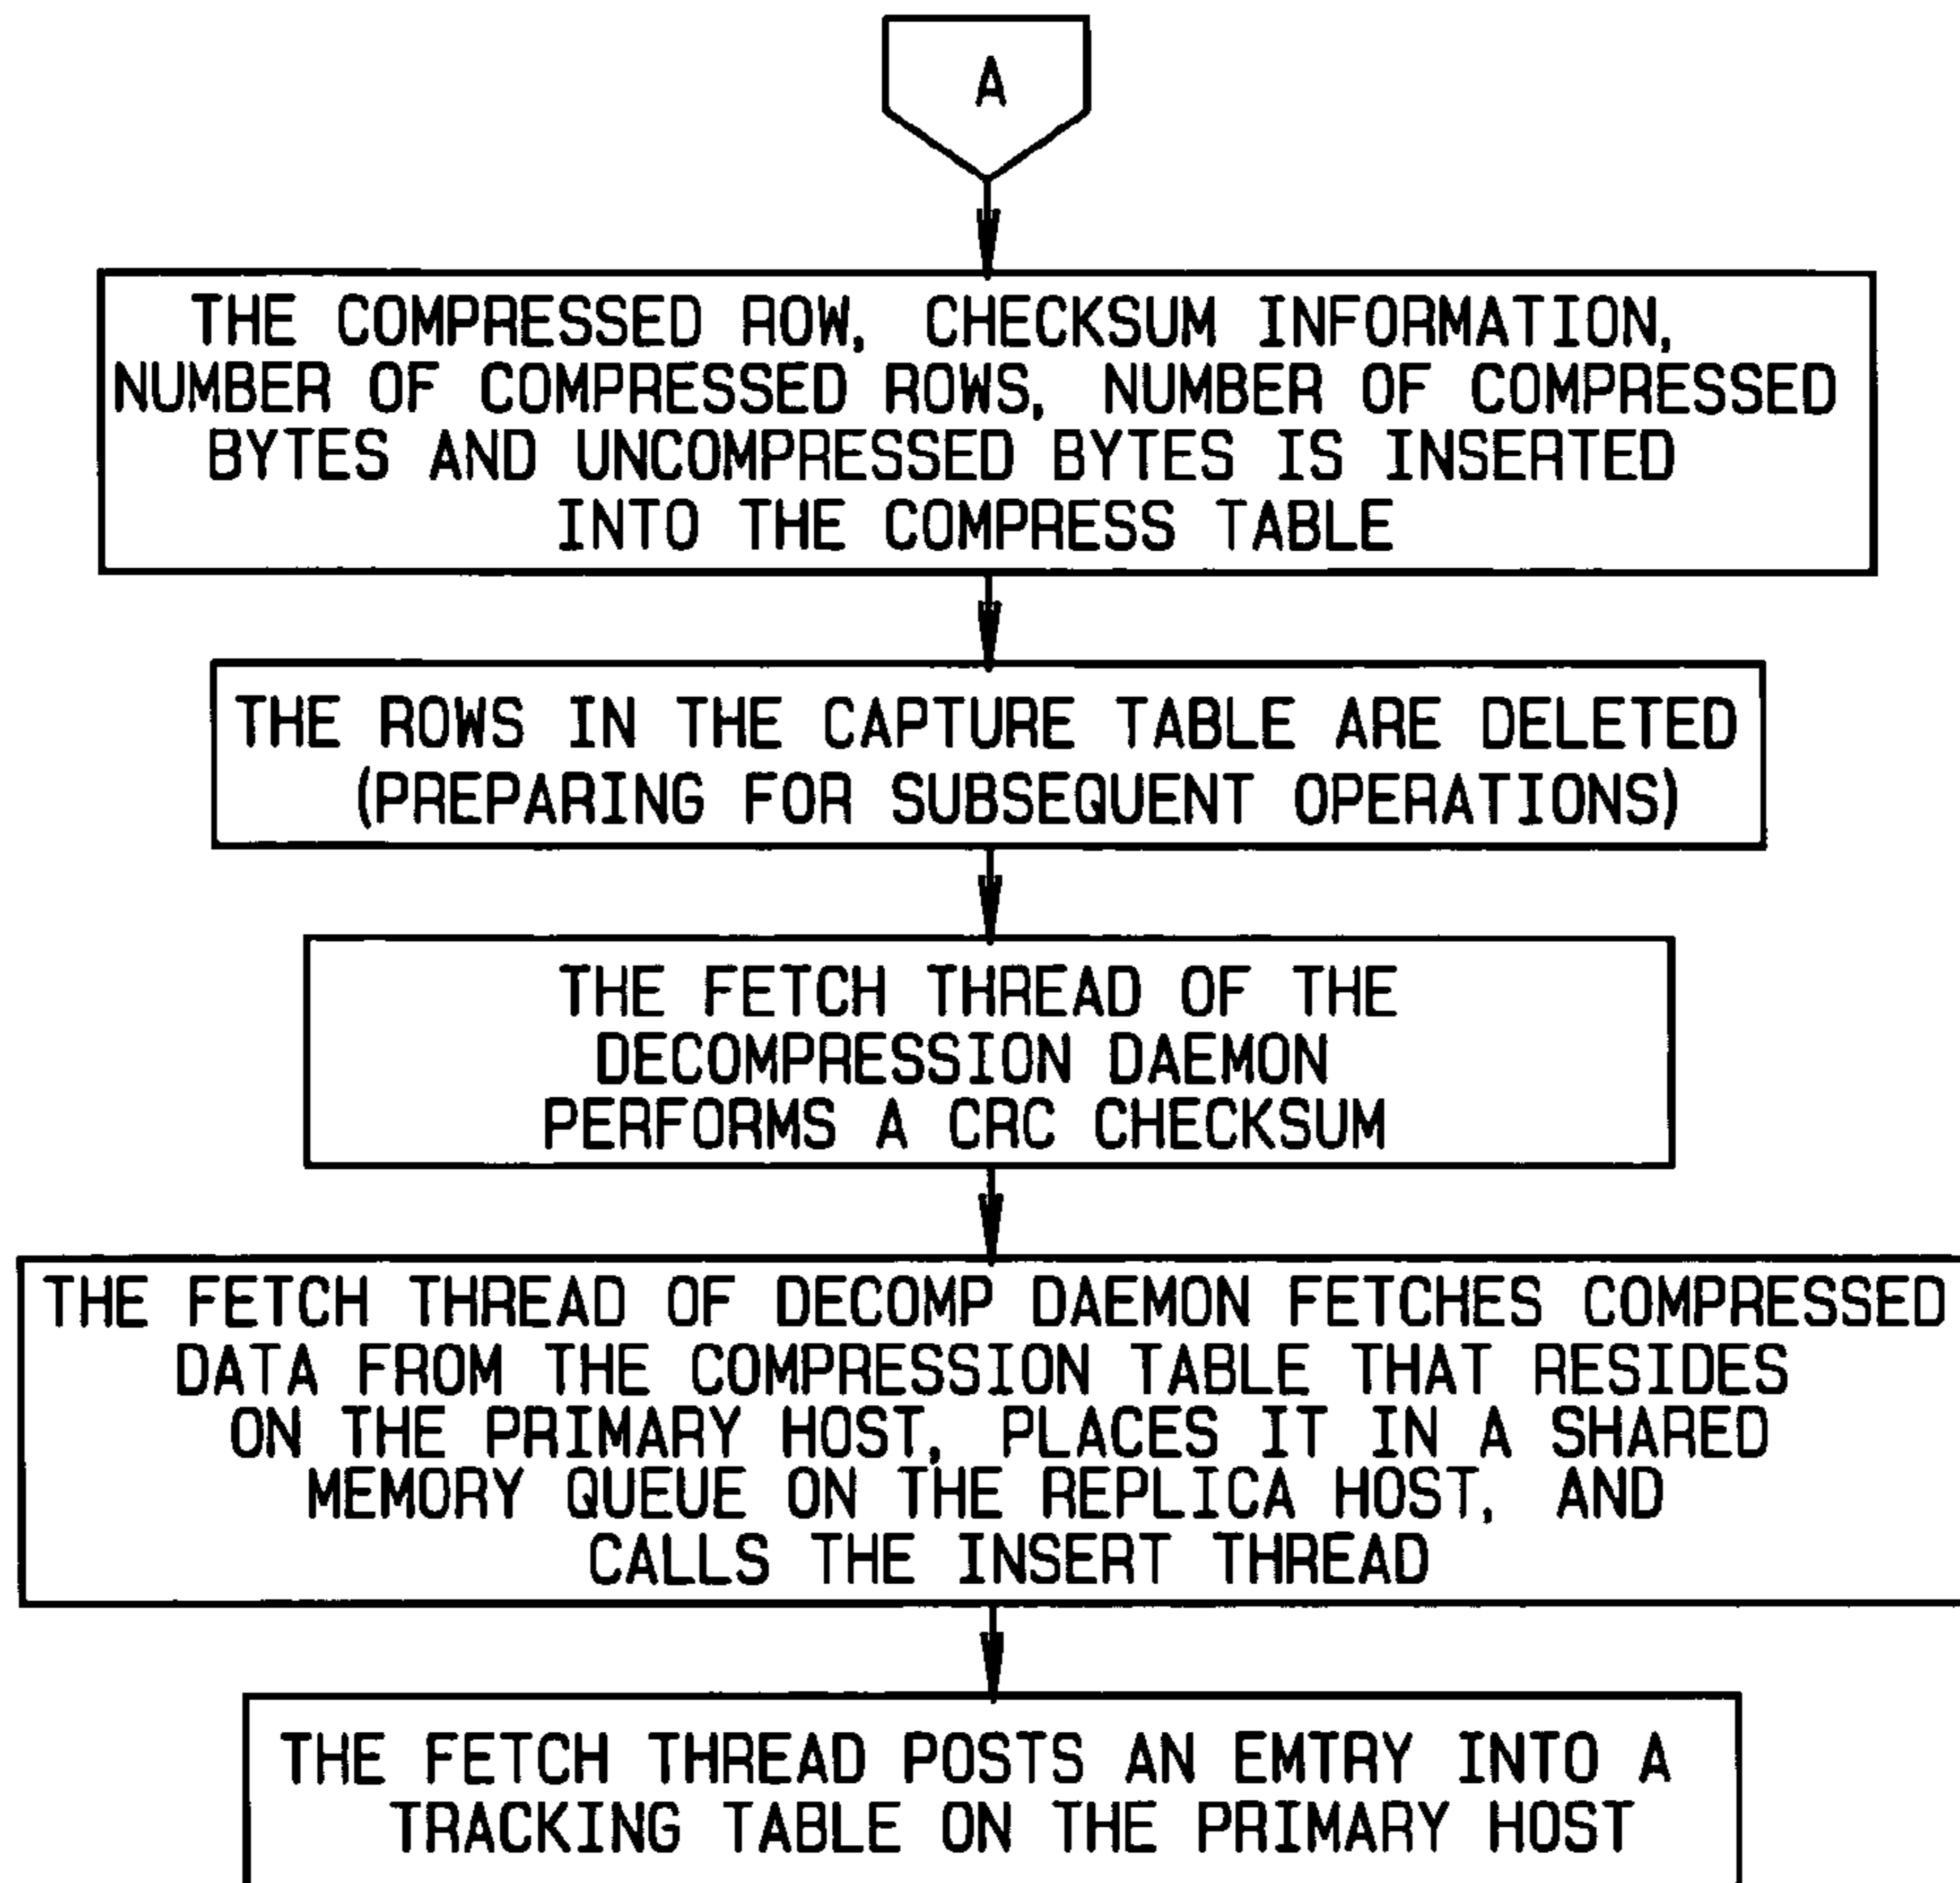 A
THE COMPRESSED ROW, CHECKSUM INFORMATION,
NUMBER OF COMPRESSED ROWS, NUMBER OF COMPRESSED
BYTES AND UNCOMPRESSED BYTES IS INSERTED
INTO THE COMPRESS TABLE
THE ROWS IN THE CAPTURE TABLE ARE DELETED
(PREPARING FOR SUBSEQUENT OPERATIONS)
THE FETCH THREAD OF THE
DECOMPRESSION DAEMON
PERFORMS A CRC CHECKSUM
THE FETCH THREAD OF DECOMP DAEMON FETCHES COMPRESSED
DATA FROM THE COMPRESSION TABLE THAT RESIDES
ON THE PRIMARY HOST, PLACES IT IN A SHARED
MEMORY QUEUE ON THE REPLICA HOST, AND
CALLS THE INSERT THREAD
THE FETCH THREAD POSTS AN EMTRY INTO A
TRACKING TABLE ON THE PRIMARY HOST